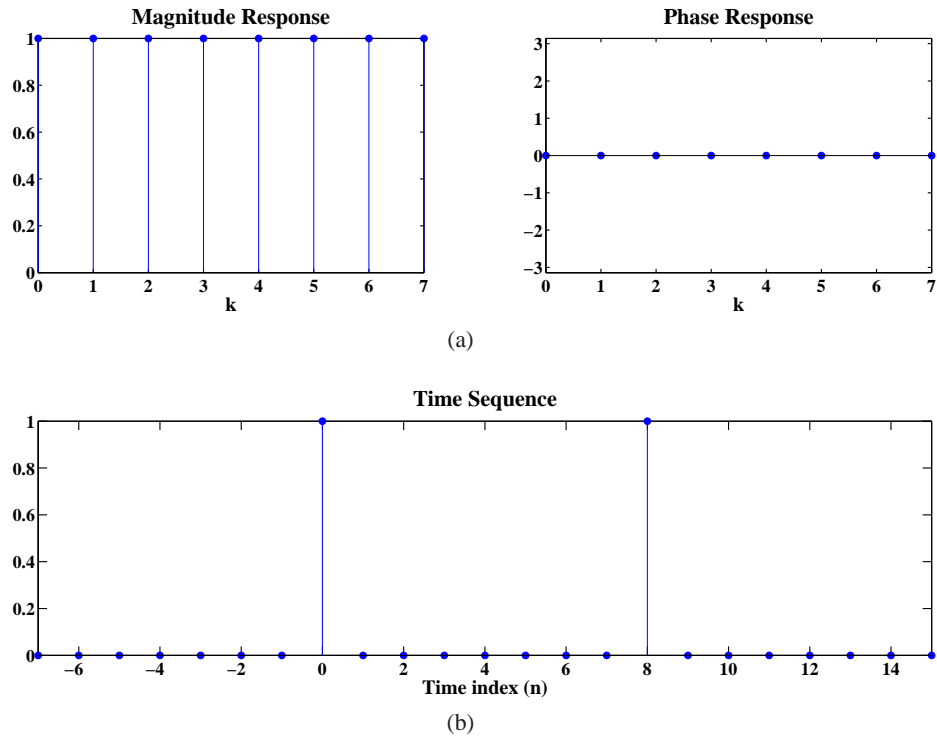 Magnitude Response
1
0.8
0.6
0.4
0.2
0
0 1 2 3 4 5 6 7
k
Phase Response
3
2
1
0
−1
−2
−3
0 1 2 3 4 5 6 7
k
(a)
Time Sequence
1
0.8
0.6
0.4
0.2
0
−6 −4 −2 0 2 4 6 8 10 12 14
Time index (n)
(b)